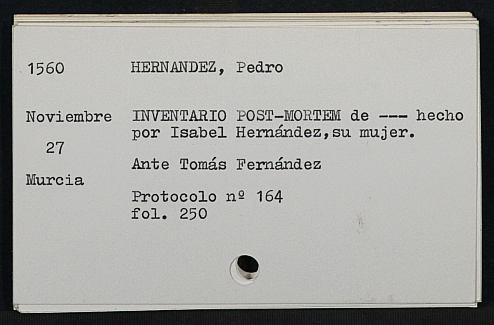 1560 HERNANDEZ, Pedro
Noviembre INVENTARIO POST-MORTEM de --- hecho
por Isabel Hernández,su mujer.
27
Ante Tomás Fernández
Murcia
Protocolo nº 164
fol. 250